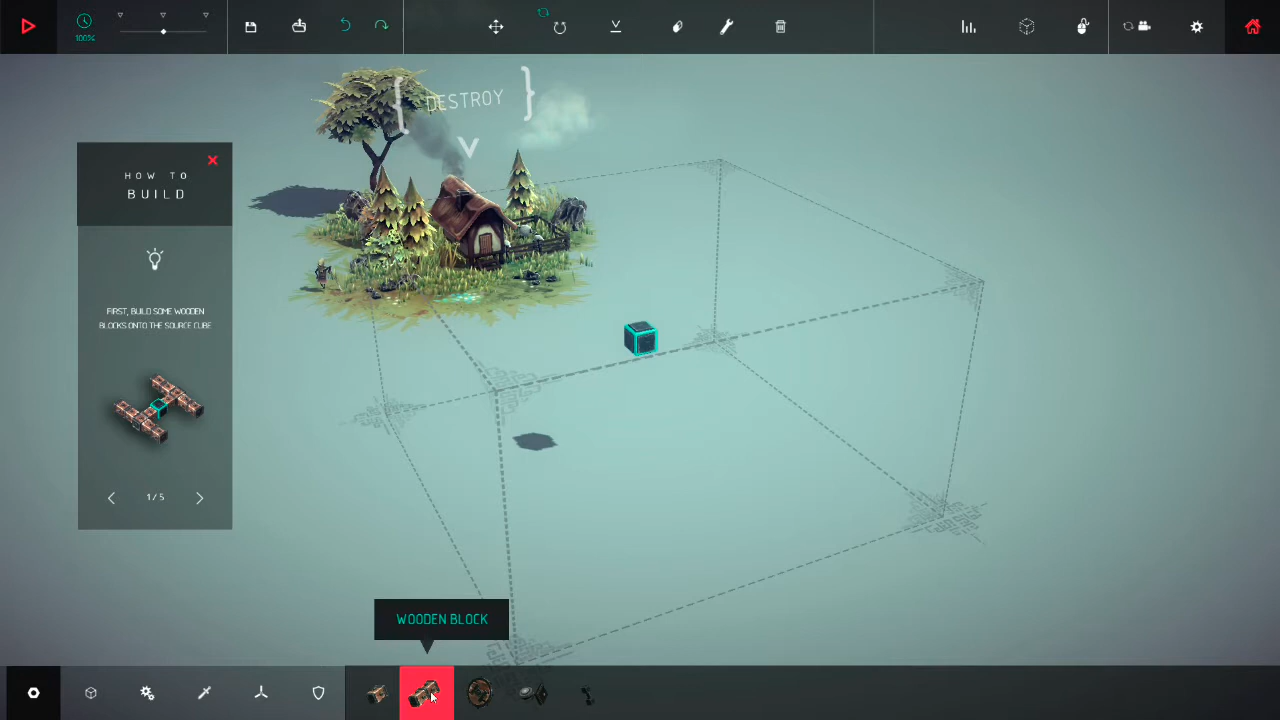 100%
{ DESTROY }
HOW TO
BUILD
FIRST, BUILD SOME WOODEN
BLOCKS ONTO THE SOURCE CUBE
1/5
WOODEN BLOCK